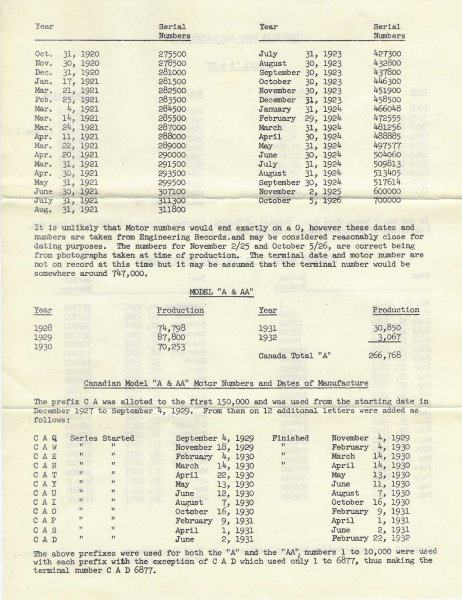 Year Serial Numbers Year Serial Numbers
Oct. 31, 1920 275500 July 31, 1923 427300
Nov. 30, 1920 278500 August 30, 1923 432800
Dec. 31, 1920 281000 September 30, 1923 437800
Jan. 17, 1921 281500 October 30, 1923 446300
Mar. 21, 1921 282500 November 30, 1923 451900
Feb. 25, 1921 283500 December 31, 1923 458500
Mar. 4, 1921 284500 January 31, 1924 466048
Mar. 14, 1921 285500 February 29, 1924 472555
Mar. 24, 1921 287000 March 31, 1924 481256
Apr. 11, 1921 288000 April 30, 1924 488885
Mar. 22, 1921 289000 May 31, 1924 497577
Apr. 20, 1921 290000 June 30, 1924 504060
Mar. 31, 1921 291500 July 31, 1924 509813
Apr. 30, 1921 293500 August 31, 1924 513405
May 31, 1921 299500 September 30, 1924 517614
June 30, 1921 307100 November 2, 1925 600000
July 31, 1921 311300 October 5, 1926 700000
Aug. 31, 1921 311800
It is unlikely that Motor numbers would end exactly on a O, however these dates and
numbers are taken from Engineering Records.and may be considered reasonably close for
dating purposes. The numbers for November 2/25 and October 5/26, are correct being
from photographs taken at time of production. The terminal date and motor number are
not on record at this time but it may be assumed that the terminal number would be
somewhere around 747,000.
MODEL "A & AA"
Year Production Year Production
1928 74,798 1931 30,850
1929 87,800 1932 3,067
1930 70,253
Canada Total "A" 266,768
Canadian Model "A & AA" Motor Numbers and Dates of Manufacture
The prefix C A was alloted to the first 150,000 and was used from the starting date in
December 1927 to September 4, 1929. From then on 12 additonal letters were added as
follows:
C A Q Series Started September 4, 1929 Finished November 4, 1929
C A W " " November 18, 1929 " February 4, 1930
C A E " " February 4, 1930 " March 14, 1930
C A R " " March 14, 1930 " April 14, 1930
C A T " " April 22, 1930 May 13, 1930
C A Y " " May 13, 1930 June 11, 1930
C A U " " June 12, 1930 August 7, 1930
C A I " " August 7, 1930 October 16, 1930
C A O " " October 16, 1930 February 9, 1931
C A P " " February 9, 1931 April 1, 1931
C A S " " April 1, 1931 June 2, 1931
C A D " " June 2, 1931 February 22, 1932
The above prefixes were used for both the "A" and the "AA", numbers 1 to 10,000 were used
with each prefix with the exception of C A D which used only 1 to 6877, thus making the
terminal number C A D 6877.